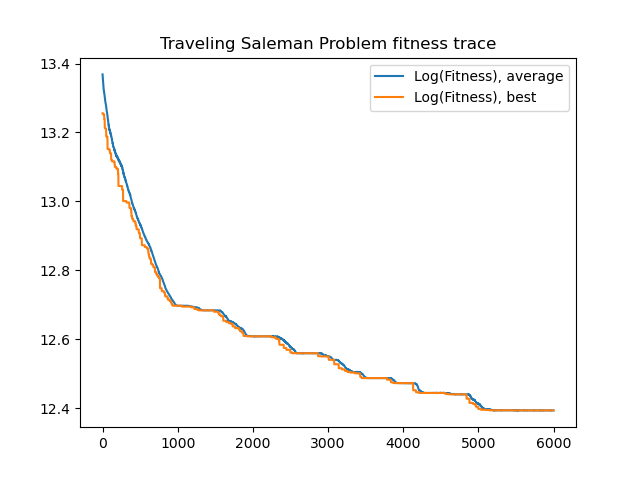 Traveling Saleman Problem fitness trace
Log(Fitness), average
Log(Fitness), best
13.4
13.2
13.0
12.8
12.6
12.4
0 1000 2000 3000 4000 5000 6000